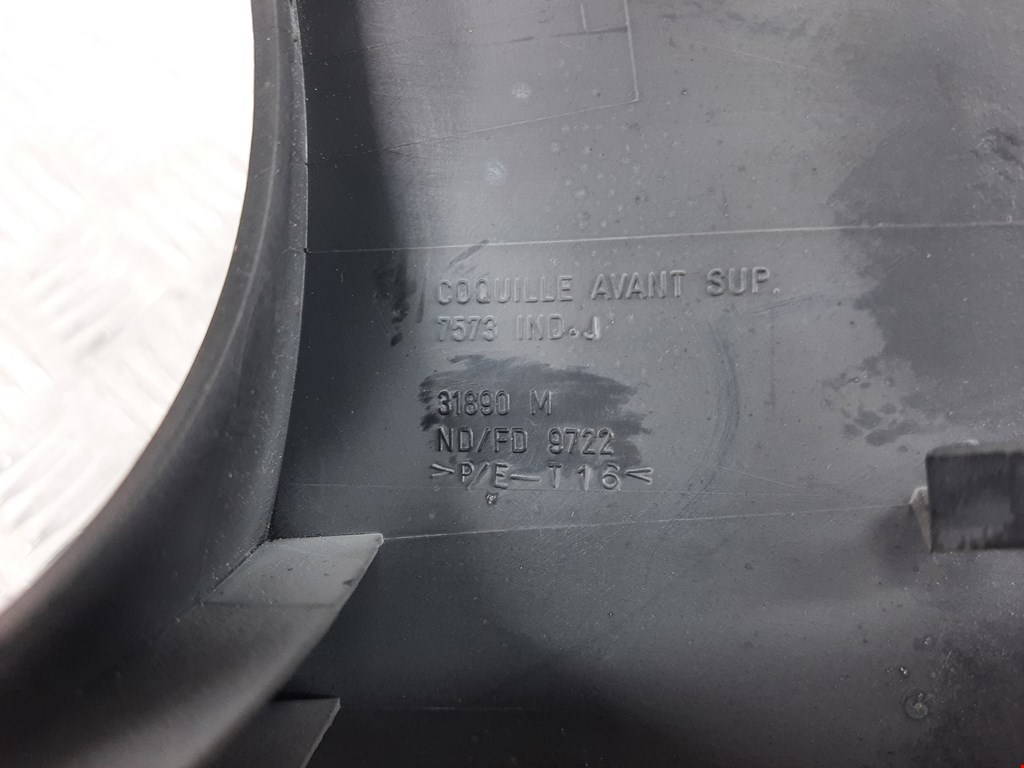 COQUILLE AVANT SUP.
7573 IND.J
31890 M
ND/FD 9722
>P/E-T16<